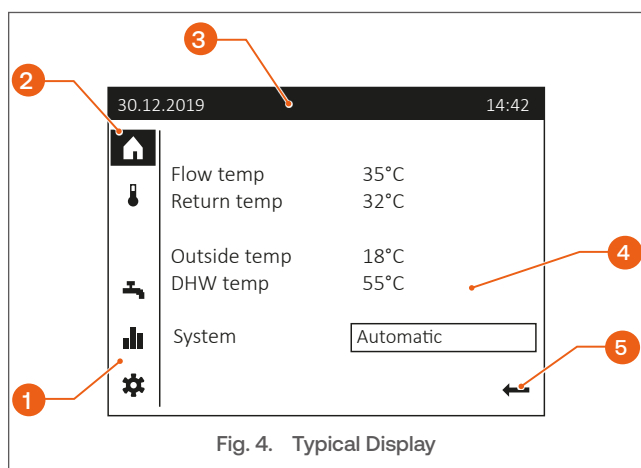 3
2
30.12.2019 14:42
Flow temp 35°C
Return temp 32°C
Outside temp 18°C
4
DHW temp 55°C
System Automatic
5
1
Fig. 4. Typical Display